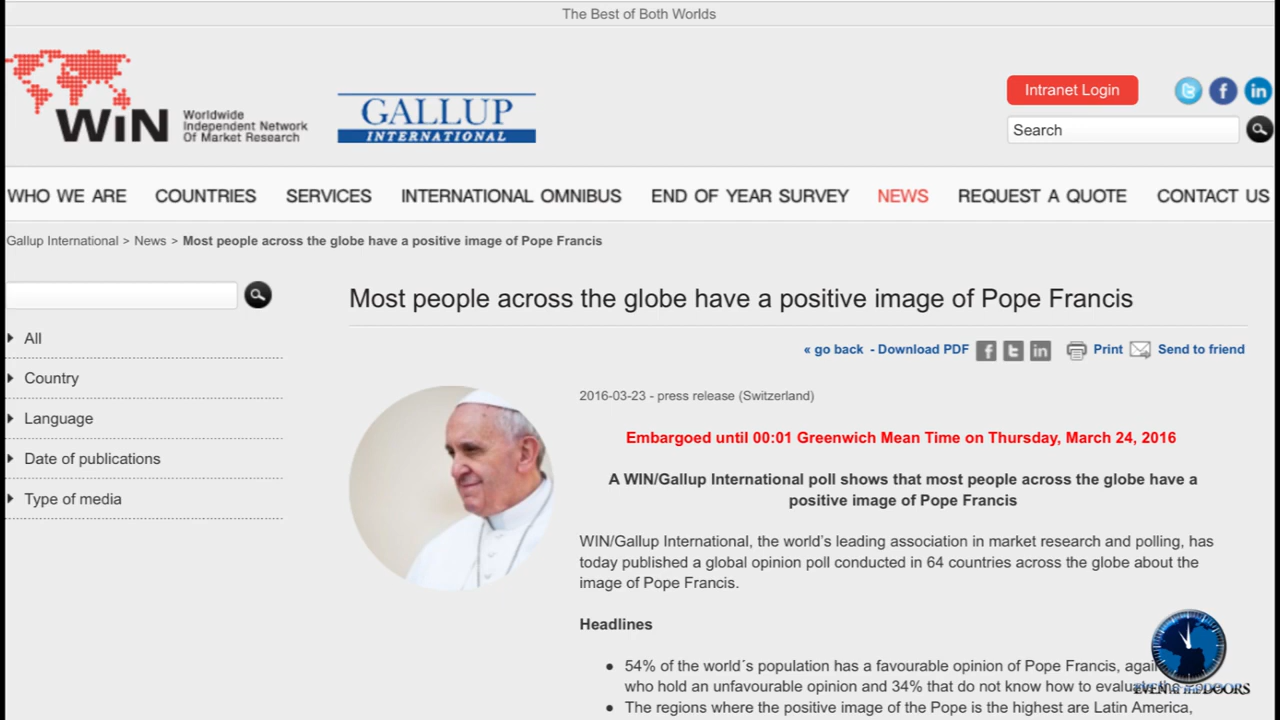 The Best of Both Worlds
WiN
Worldwide
Independent Network
Of Market Research
GALLUP
INTERNATIONAL
Intranet Login
Search
WHO WE ARE
COUNTRIES
SERVICES
INTERNATIONAL OMNIBUS
END OF YEAR SURVEY
NEWS
REQUEST A QUOTE
CONTACT US
Gallup International > News > Most people across the globe have a positive image of Pope Francis
All
Country
Language
Date of publications
Type of media
Most people across the globe have a positive image of Pope Francis
« go back - Download PDF
Print
Send to friend
2016-03-23 - press release (Switzerland)
Embargoed until 00:01 Greenwich Mean Time on Thursday, March 24, 2016
A WIN/Gallup International poll shows that most people across the globe have a
positive image of Pope Francis
WIN/Gallup International, the world's leading association in market research and polling, has
today published a global opinion poll conducted in 64 countries across the globe about the
image of Pope Francis.
Headlines
54% of the world´s population has a favourable opinion of Pope Francis,
who hold an unfavourable opinion and 34% that do not know how to
The regions where the positive image of the Pope is the highest are Latin America,
EVEN at the DOORS